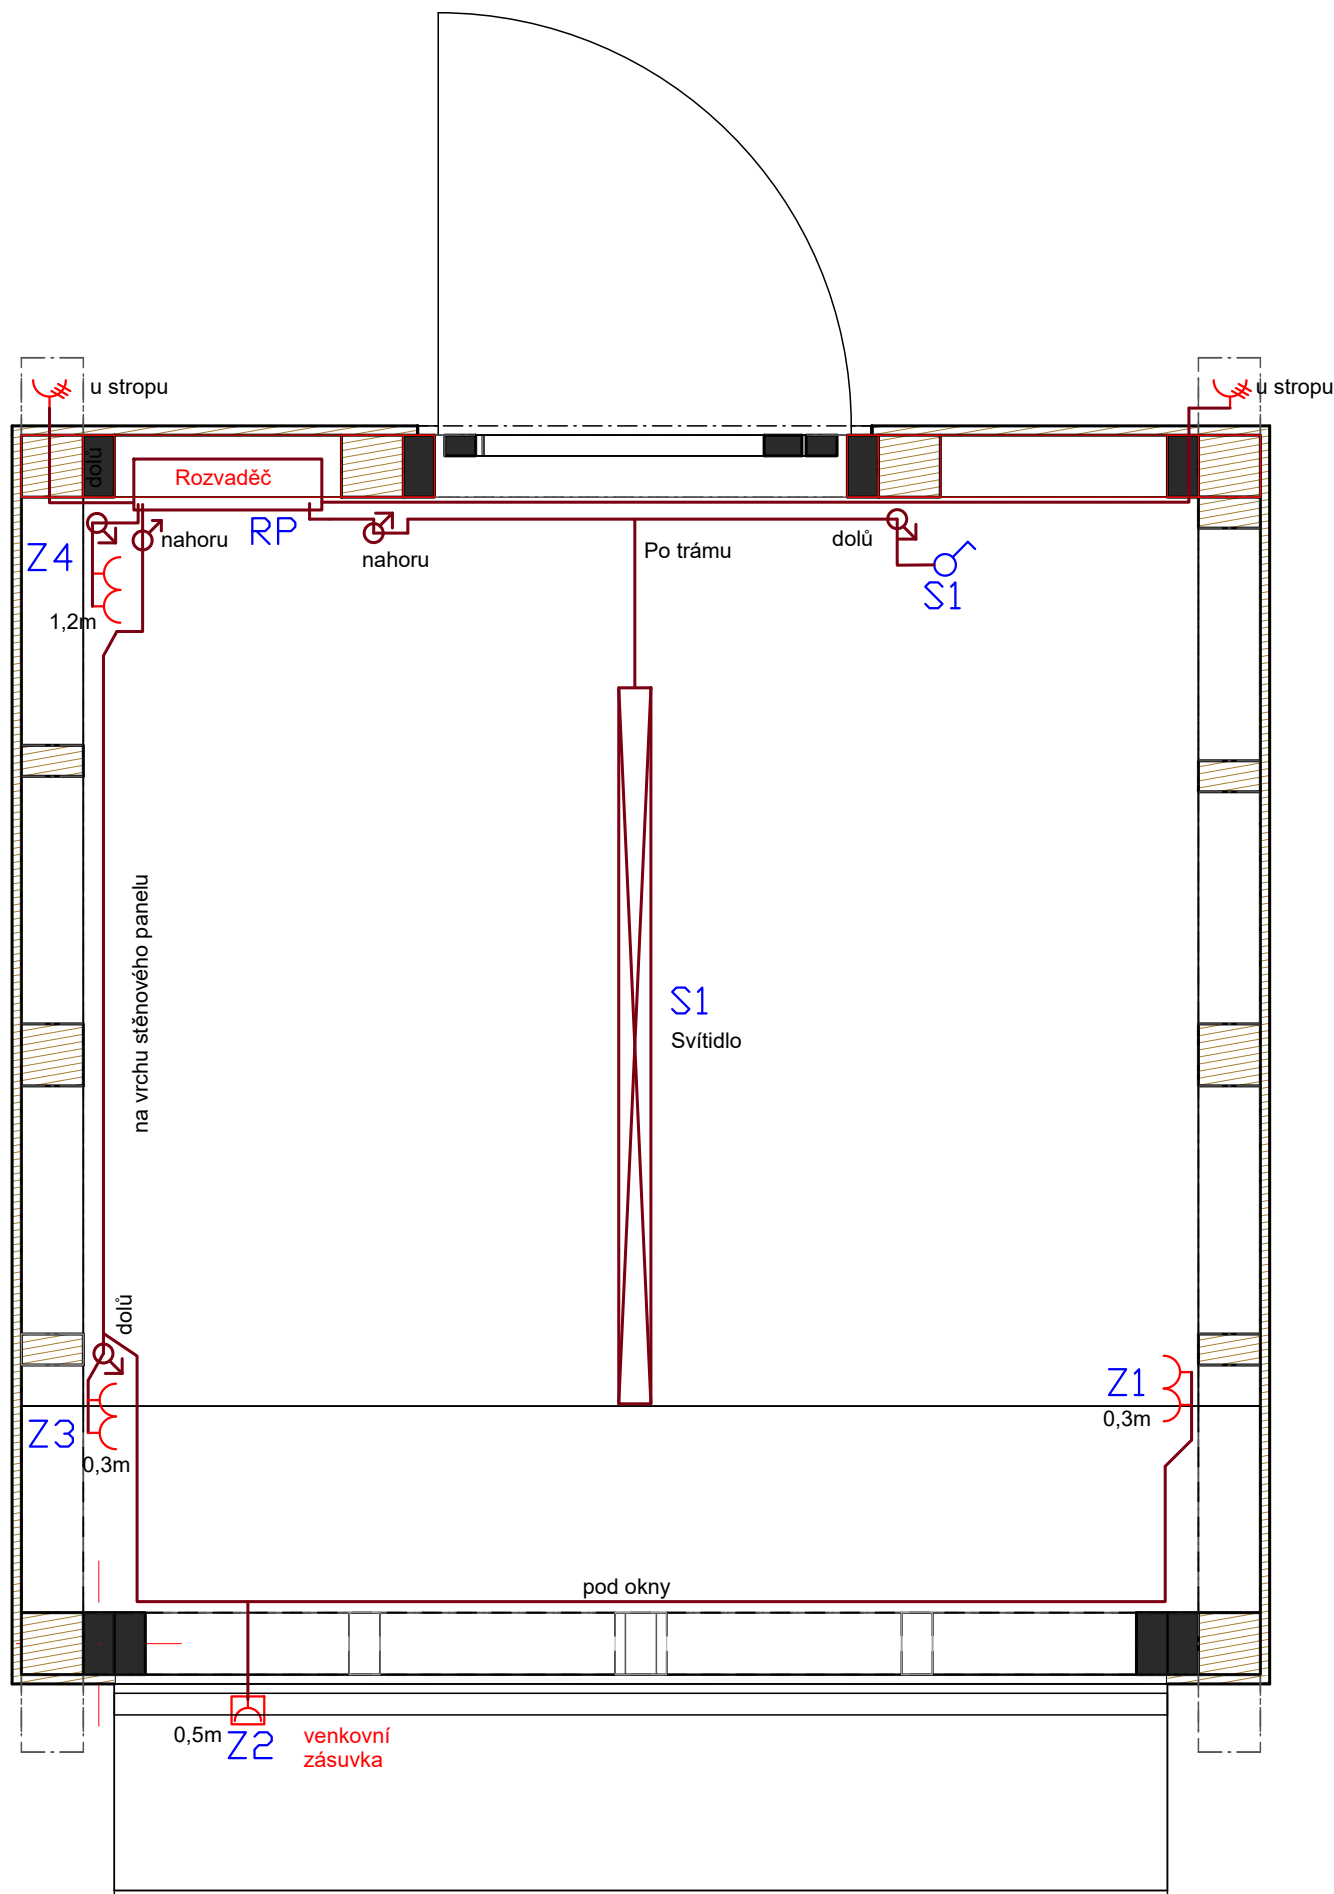 u stropu
u stropu
dolů
Rozvaděč
RP
nahoru
nahoru
Po trámu
dolů
Z4
S1
1,2m
na vrchu stěnového panelu
S1
Svítidlo
dolů
Z1
0,3m
Z3
0,3m
pod okny
0,5m
Z2
venkovní
zásuvka